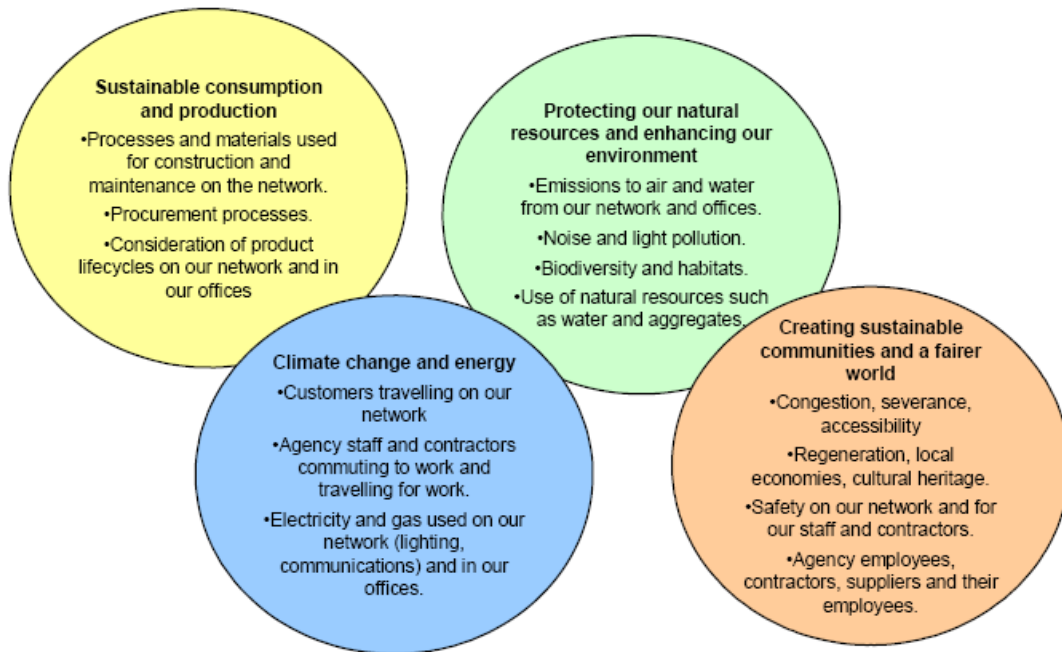 Sustainable consumption
and production
•Processes and materials used
for construction and
maintenance on the network.
•Procurement processes.
•Consideration of product
lifecycles on our network and in
our offices
Protecting our natural
resources and enhancing our
environment
•Emissions to air and water
from our network and offices.
•Noise and light pollution.
•Biodiversity and habitats.
•Use of natural resources such
as water and aggregates.
Climate change and energy
•Customers travelling on our
network
•Agency staff and contractors
commuting to work and
travelling for work.
•Electricity and gas used on our
network (lighting,
communications) and in our
offices.
Creating sustainable
communities and a fairer
world
•Congestion, severance,
accessibility
•Regeneration, local
economies, cultural heritage.
•Safety on our network and for
our staff and contractors.
•Agency employees,
contractors, suppliers and their
employees.